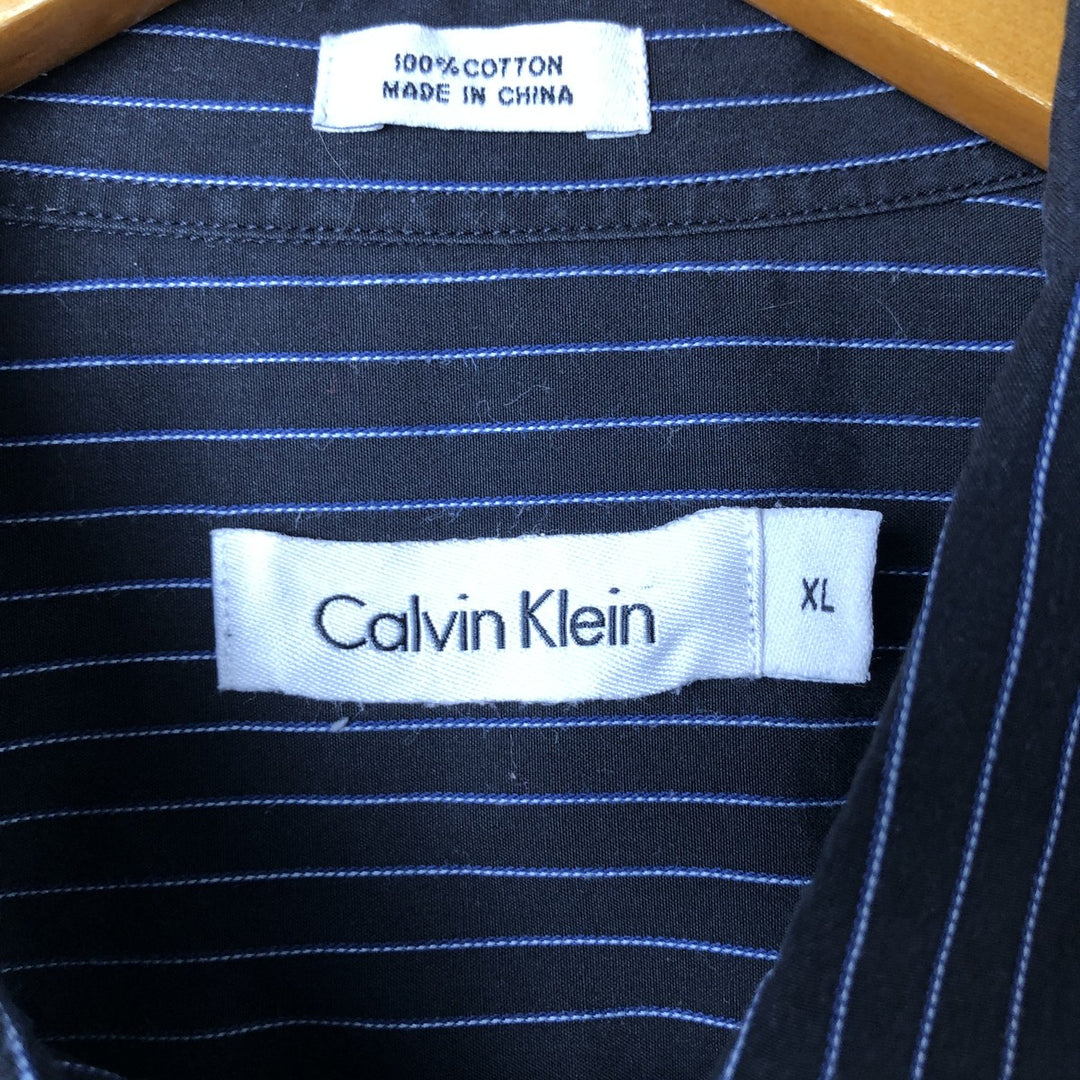 100% COTTON
MADE IN CHINA
Calvin Klein
XL